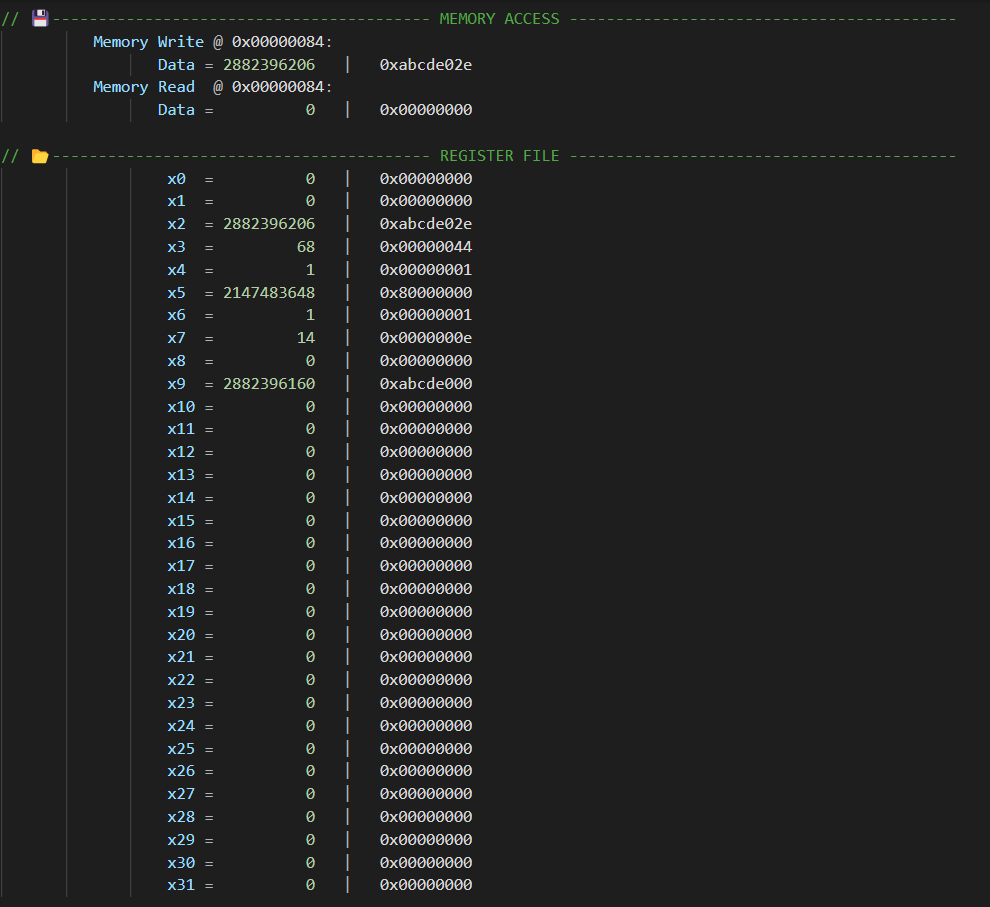 // 💾----------------------------------------- MEMORY ACCESS ------------------------------------------
Memory Write @ 0x00000084:
Data = 2882396206 | 0xabcde02e
Memory Read @ 0x00000084:
Data = 0 | 0x00000000
// 📂----------------------------------------- REGISTER FILE ------------------------------------------
x0 = 0 | 0x00000000
x1 = 0 | 0x00000000
x2 = 2882396206 | 0xabcde02e
x3 = 68 | 0x00000044
x4 = 1 | 0x00000001
x5 = 2147483648 | 0x80000000
x6 = 1 | 0x00000001
x7 = 14 | 0x0000000e
x8 = 0 | 0x00000000
x9 = 2882396160 | 0xabcde000
x10 = 0 | 0x00000000
x11 = 0 | 0x00000000
x12 = 0 | 0x00000000
x13 = 0 | 0x00000000
x14 = 0 | 0x00000000
x15 = 0 | 0x00000000
x16 = 0 | 0x00000000
x17 = 0 | 0x00000000
x18 = 0 | 0x00000000
x19 = 0 | 0x00000000
x20 = 0 | 0x00000000
x21 = 0 | 0x00000000
x22 = 0 | 0x00000000
x23 = 0 | 0x00000000
x24 = 0 | 0x00000000
x25 = 0 | 0x00000000
x26 = 0 | 0x00000000
x27 = 0 | 0x00000000
x28 = 0 | 0x00000000
x29 = 0 | 0x00000000
x30 = 0 | 0x00000000
x31 = 0 | 0x00000000